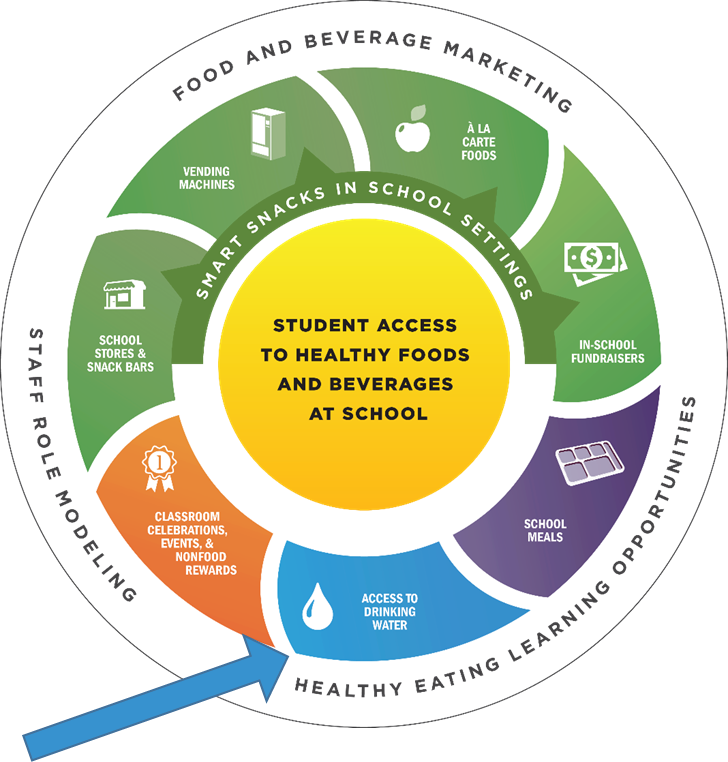 FOOD AND BEVERAGE MARKETING
VENDING
MACHINES
À LA
CARTE
FOODS
SMART SNACKS IN SCHOOL SETTINGS
SCHOOL
STORES &
SNACK BARS
IN-SCHOOL
FUNDRAISERS
STUDENT ACCESS
TO HEALTHY FOODS
AND BEVERAGES
AT SCHOOL
STAFF ROLE MODELING
1
CLASSROOM
CELEBRATIONS,
EVENTS, &
NONFOOD
REWARDS
SCHOOL
MEALS
ACCESS TO
DRINKING
WATER
HEALTHY EATING LEARNING OPPORTUNITIES
$